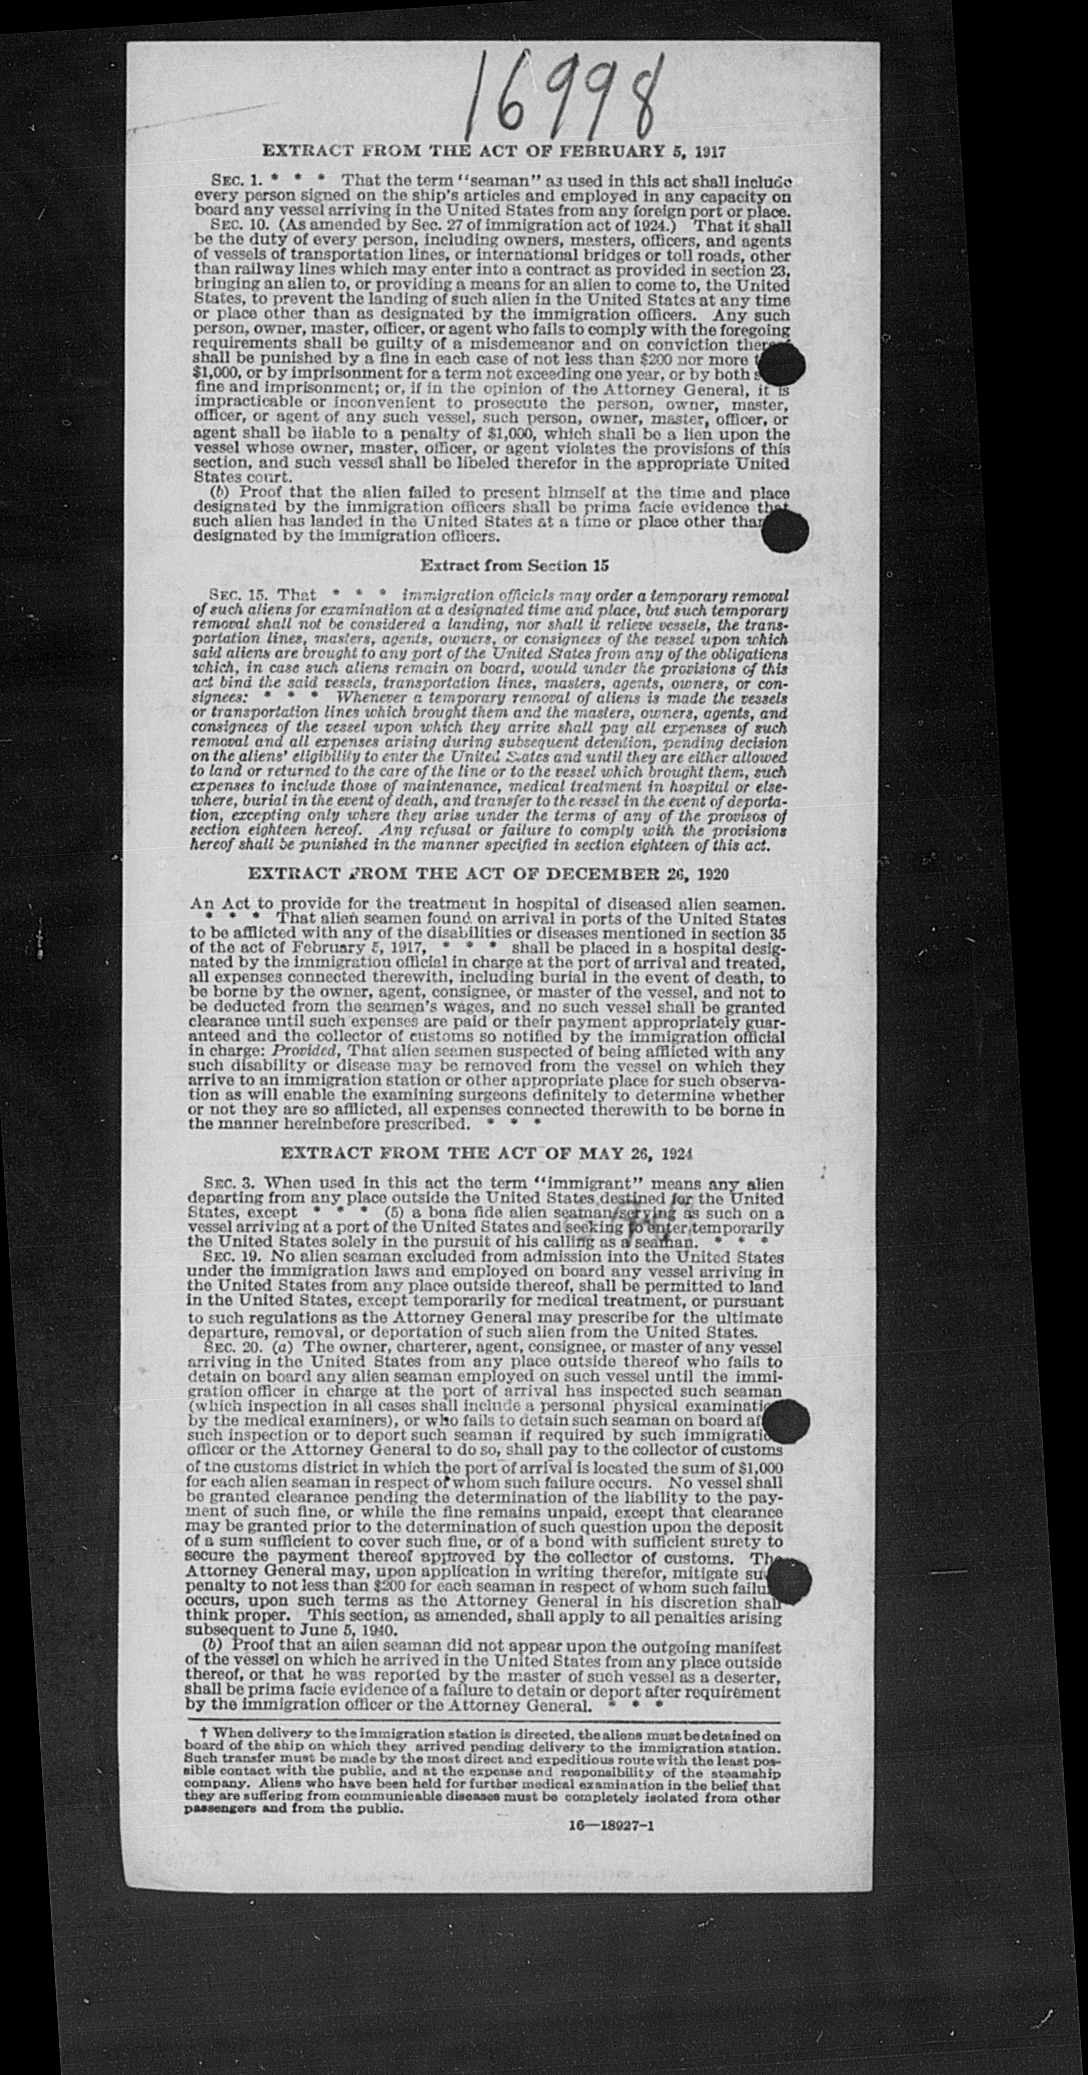 16998
EXTRACT FROM THE ACT OF FEBRUARY 5, 1917
SEC. 1. * * * That the term "seaman" as used in this act shall include
every person signed on the ship's articles and employed in any capacity on
board any vessel arriving in the United States from any foreign port or place.
SEC. 10. (As amended by Sec. 27 of immigration act of 1924.) That it shall
be the duty of every person, including owners, masters, officers, and agents
of vessels of transportation lines, or international bridges or toll roads, other
than railway lines which may enter into a contract as provided in section 23,
bringing an alien to, or providing a means for an alien to come to, the United
States, to prevent the landing of such alien in the United States at any time
or place other than as designated by the immigration officers. Any such
person, owner, master, officer, or agent who fails to comply with the foregoing
requirements shall be guilty of a misdemeanor and on conviction thereof
shall be punished by a fine in each case of not less than $200 nor more
$1,000, or by imprisonment for a term not exceeding one year, or by both
fine and imprisonment; or, if in the opinion of the Attorney General, it is
impracticable or inconvenient to prosecute the person, owner, master,
officer, or agent of any such vessel, such person, owner, master, officer, or
agent shall be liable to a penalty of $1,000, which shall be a lien upon the
vessel whose owner, master, officer, or agent violates the provisions of this
section, and such vessel shall be libeled therefor in the appropriate United
States court.
(b) Proof that the alien failed to present himself at the time and place
designated by the immigration officers shall be prima facie evidence that
such alien has landed in the United States at a time or place other than
designated by the immigration officers.
Extract from Section 15
SEC. 15. That * * * immigration officials may order a temporary removal
of such aliens for examination at a designated time and place, but such temporary
removal shall not be considered a landing, nor shall it relieve vessels, the trans-
portation lines, masters, agents, owners, or consignees of the vessel upon which
said aliens are brought to any port of the United States from any of the obligations
which, in case such aliens remain on board, would under the provisions of this
act bind the said vessels, transportation lines, masters, agents, owners, or con-
signees: * * * Whenever a temporary removal of aliens is made the vessels
or transportation lines which brought them and the masters, owners, agents, and
consignees of the vessel upon which they arrive shall pay all expenses of such
removal and all expenses arising during subsequent detention, pending decision
on the aliens' eligibility to enter the United States and until they are either allowed
to land or returned to the care of the line or to the vessel which brought them, such
expenses to include those of maintenance, medical treatment in hospital or else-
where, burial in the event of death, and transfer to the vessel in the event of deporta-
tion, excepting only where they arise under the terms of any of the provisos of
section eighteen hereof. Any refusal or failure to comply with the provisions
hereof shall be punished in the manner specified in section eighteen of this act.
EXTRACT FROM THE ACT OF DECEMBER 26, 1920
An Act to provide for the treatment in hospital of diseased alien seamen.
* * * That alien seamen found on arrival in ports of the United States
to be afflicted with any of the disabilities or diseases mentioned in section 35
of the act of February 5, 1917, * * * shall be placed in a hospital desig-
nated by the immigration official in charge at the port of arrival and treated,
all expenses connected therewith, including burial in the event of death, to
be borne by the owner, agent, consignee, or master of the vessel, and not to
be deducted from the seamen's wages, and no such vessel shall be granted
clearance until such expenses are paid or their payment appropriately guar-
anteed and the collector of customs so notified by the immigration official
in charge: Provided, That alien seamen suspected of being afflicted with any
such disability or disease may be removed from the vessel on which they
arrive to an immigration station or other appropriate place for such observa-
tion as will enable the examining surgeons definitely to determine whether
or not they are so afflicted, all expenses connected therewith to be borne in
the manner hereinbefore prescribed. * * *
EXTRACT FROM THE ACT OF MAY 26, 1924
SEC. 3. When used in this act the term "immigrant" means any alien
departing from any place outside the United States destined for the United
States, except * * * (5) a bona fide alien seaman serving as such on a
vessel arriving at a port of the United States and seeking to enter temporarily
the United States solely in the pursuit of his calling as a seaman. * * *
SEC. 19. No alien seaman excluded from admission into the United States
under the immigration laws and employed on board any vessel arriving in
the United States from any place outside thereof, shall be permitted to land
in the United States, except temporarily for medical treatment, or pursuant
to such regulations as the Attorney General may prescribe for the ultimate
departure, removal, or deportation of such alien from the United States.
SEC. 20. (a) The owner, charterer, agent, consignee, or master of any vessel
arriving in the United States from any place outside thereof who fails to
detain on board any alien seaman employed on such vessel until the immi-
gration officer in charge at the port of arrival has inspected such seaman
(which inspection in all cases shall include a personal physical examination
by the medical examiners), or who fails to detain such seaman on board after
such inspection or to deport such seaman if required by such immigration
officer or the Attorney General to do so, shall pay to the collector of customs
of the customs district in which the port of arrival is located the sum of $1,000
for each alien seaman in respect of whom such failure occurs. No vessel shall
be granted clearance pending the determination of the liability to the pay-
ment of such fine, or while the fine remains unpaid, except that clearance
may be granted prior to the determination of such question upon the deposit
of a sum sufficient to cover such fine, or of a bond with sufficient surety to
secure the payment thereof approved by the collector of customs. The
Attorney General may, upon application in writing therefor, mitigate such
penalty to not less than $200 for each seaman in respect of whom such failure
occurs, upon such terms as the Attorney General in his discretion shall
think proper. This section, as amended, shall apply to all penalties arising
subsequent to June 5, 1940.
(b) Proof that an alien seaman did not appear upon the outgoing manifest
of the vessel on which he arrived in the United States from any place outside
thereof, or that he was reported by the master of such vessel as a deserter,
shall be prima facie evidence of a failure to detain or deport after requirement
by the immigration officer or the Attorney General. * * *
† When delivery to the immigration station is directed, the aliens must be detained on
board of the ship on which they arrived pending delivery to the immigration station.
Such transfer must be made by the most direct and expeditious route with the least pos-
sible contact with the public, and at the expense and responsibility of the steamship
company. Aliens who have been held for further medical examination in the belief that
they are suffering from communicable diseases must be completely isolated from other
passengers and from the public.
16—18927-1